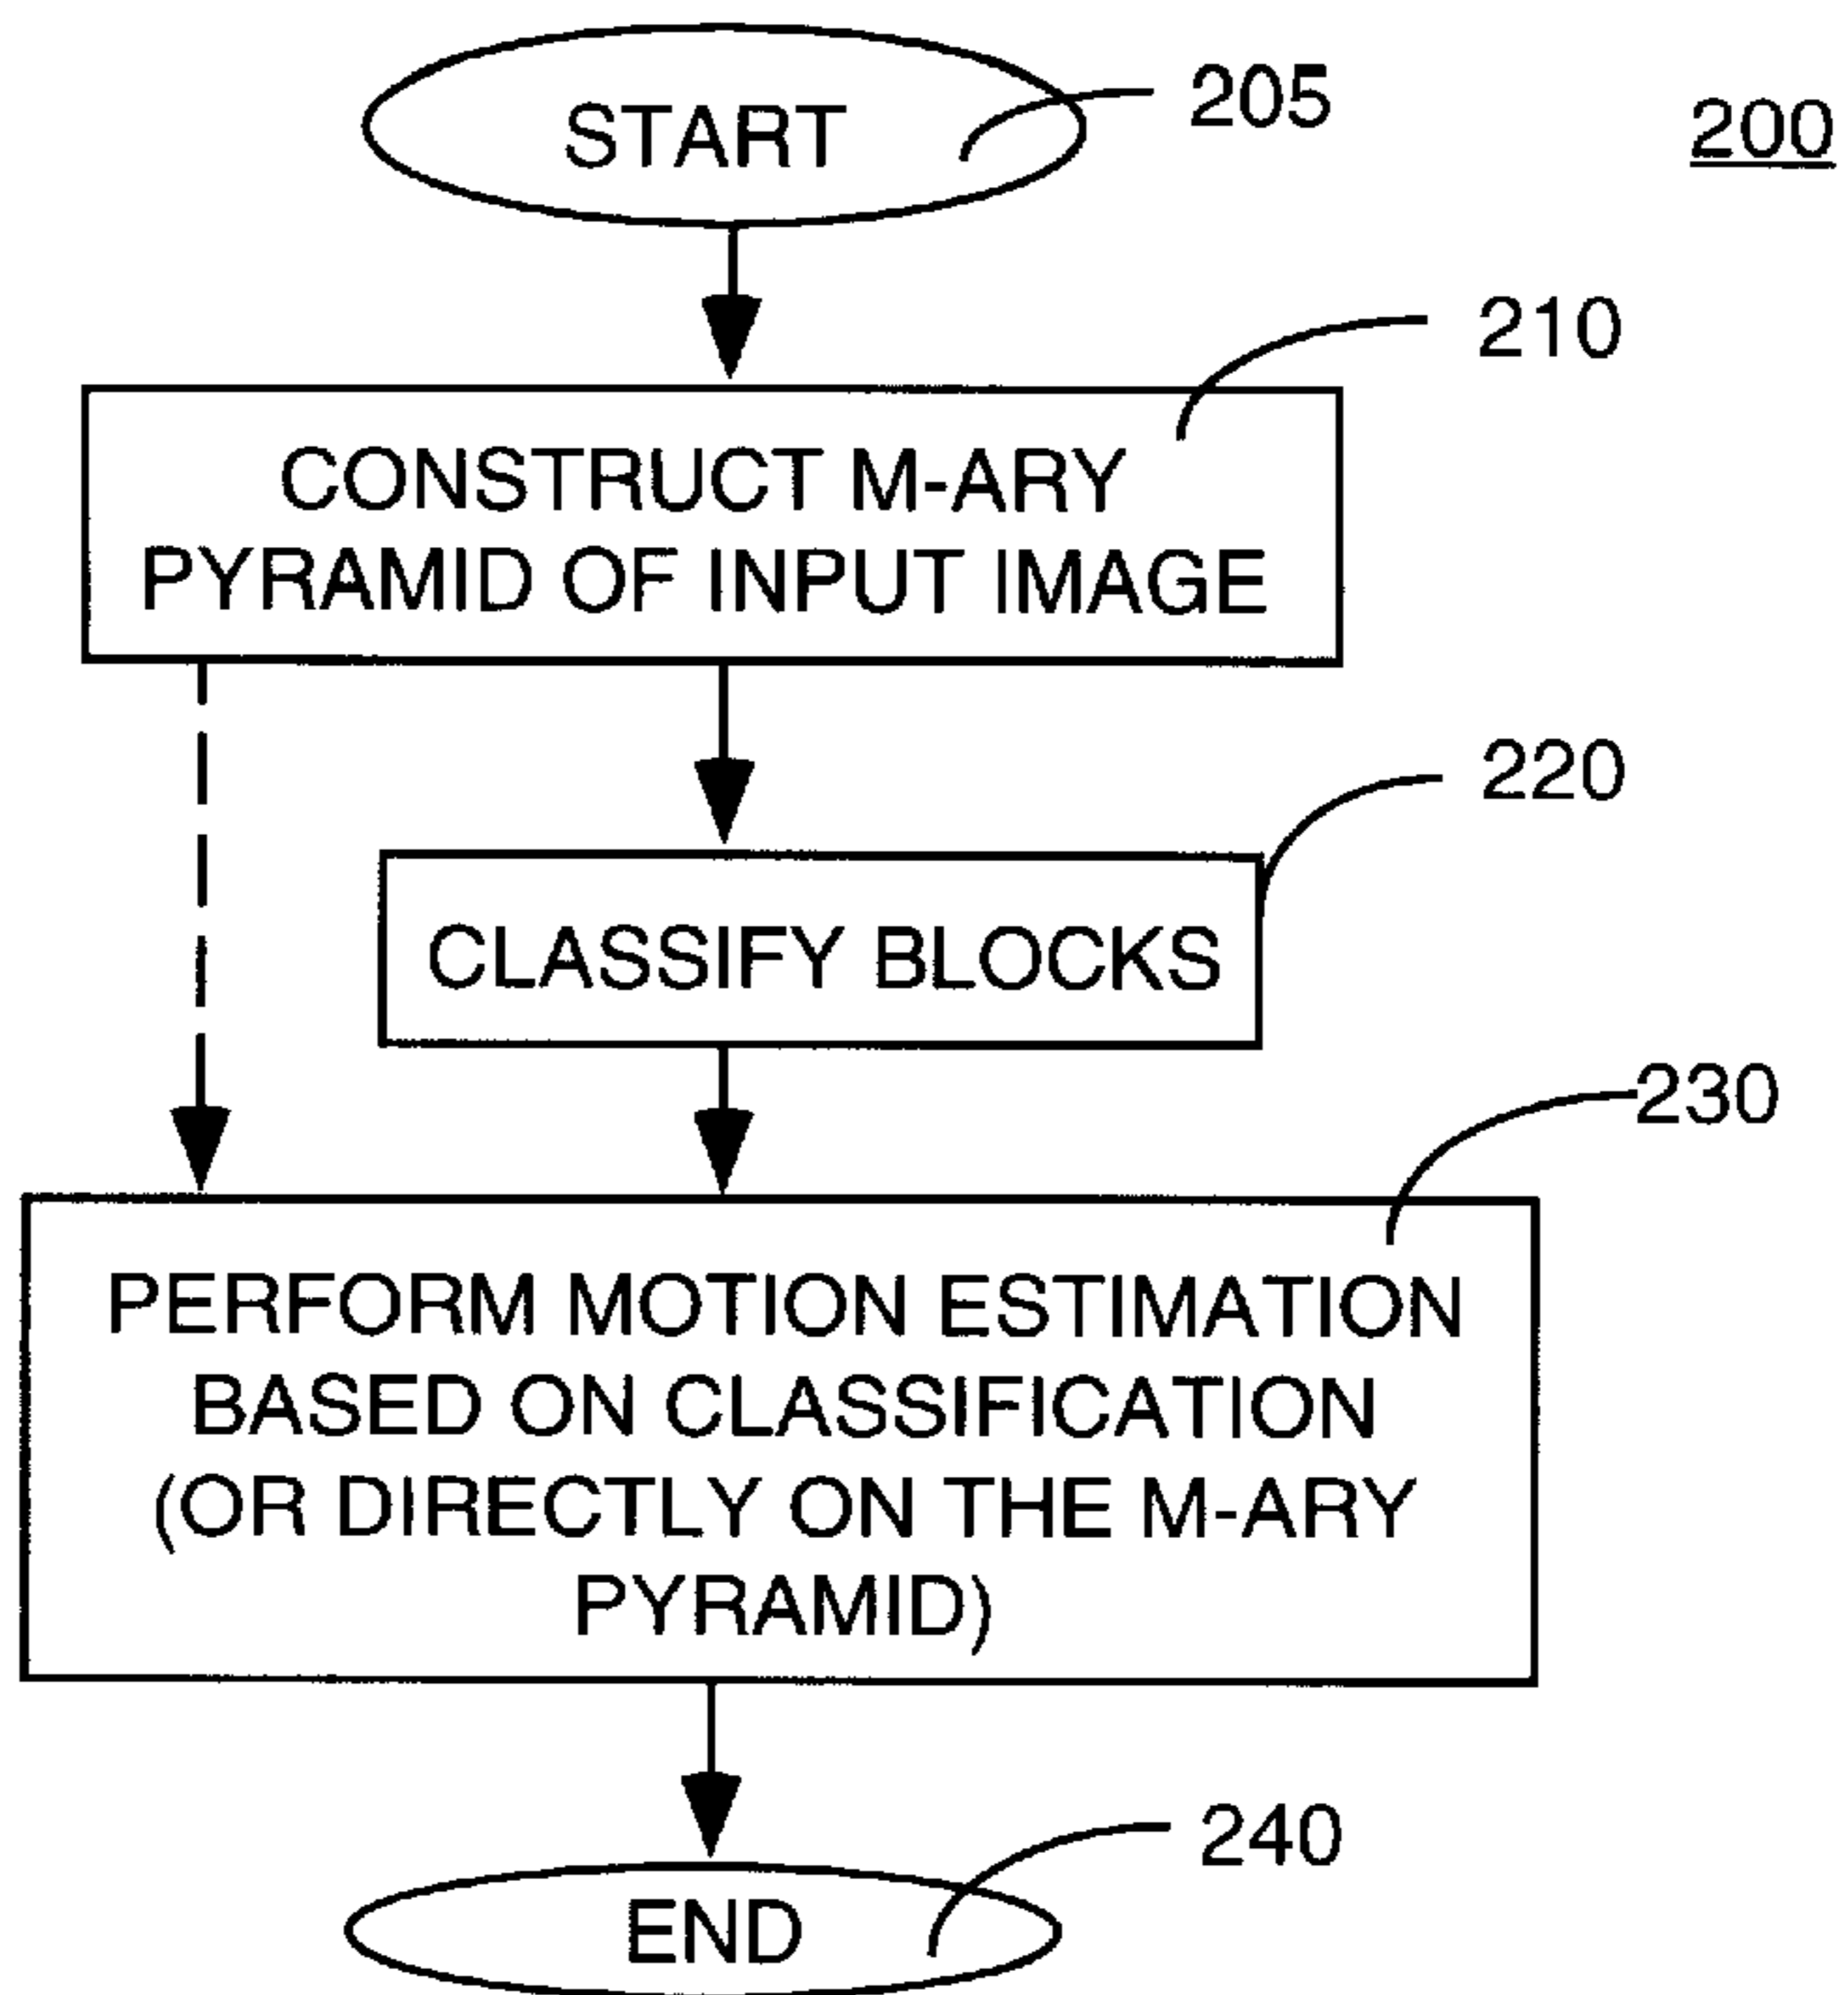 START
205
200
210
CONSTRUCT M-ARY
PYRAMID OF INPUT IMAGE
220
CLASSIFY BLOCKS
230
PERFORM MOTION ESTIMATION
BASED ON CLASSIFICATION
(OR DIRECTLY ON THE M-ARY
PYRAMID)
240
END